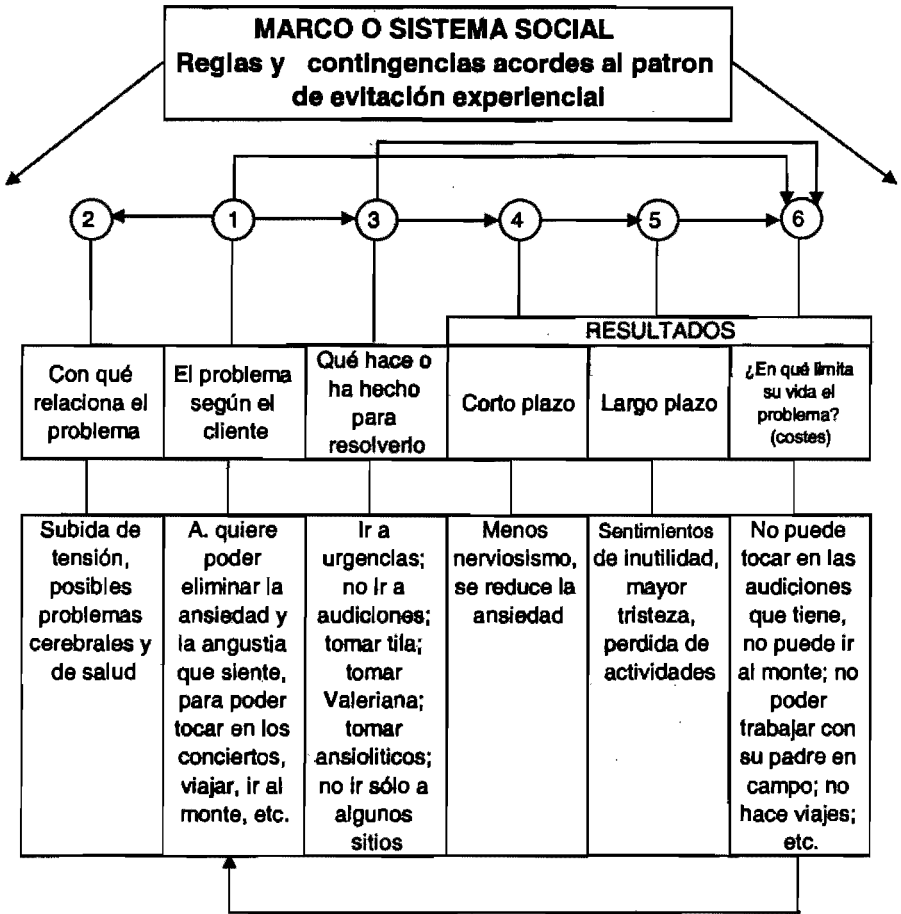 MARCO O SISTEMA SOCIAL
Reglas y contingencias acordes al patron
de evitación experiencial
2
1
3
4
5
6
RESULTADOS
Con qué
relaciona el
problema
El problema
según el
cliente
Qué hace o
ha hecho
para
resolverlo
Corto plazo
Largo plazo
¿En qué limita
su vida el
problema?
(costes)
Subida de
tensión,
posibles
problemas
cerebrales y
de salud
A. quiere
poder
eliminar la
ansiedad y
la angustia
que siente,
para poder
tocar en los
conciertos,
viajar, ir al
monte, etc.
Ir a
urgencias;
no ir a
audiciones;
tomar tila;
tomar
Valeriana;
tomar
ansioliticos;
no ir sólo a
algunos
sitios
Menos
nerviosismo,
se reduce la
ansiedad
Sentimientos
de inutilidad,
mayor
tristeza,
perdida de
actividades
No puede
tocar en las
audiciones
que tiene,
no puede ir
al monte; no
poder
trabajar con
su padre en
campo; no
hace viajes;
etc.